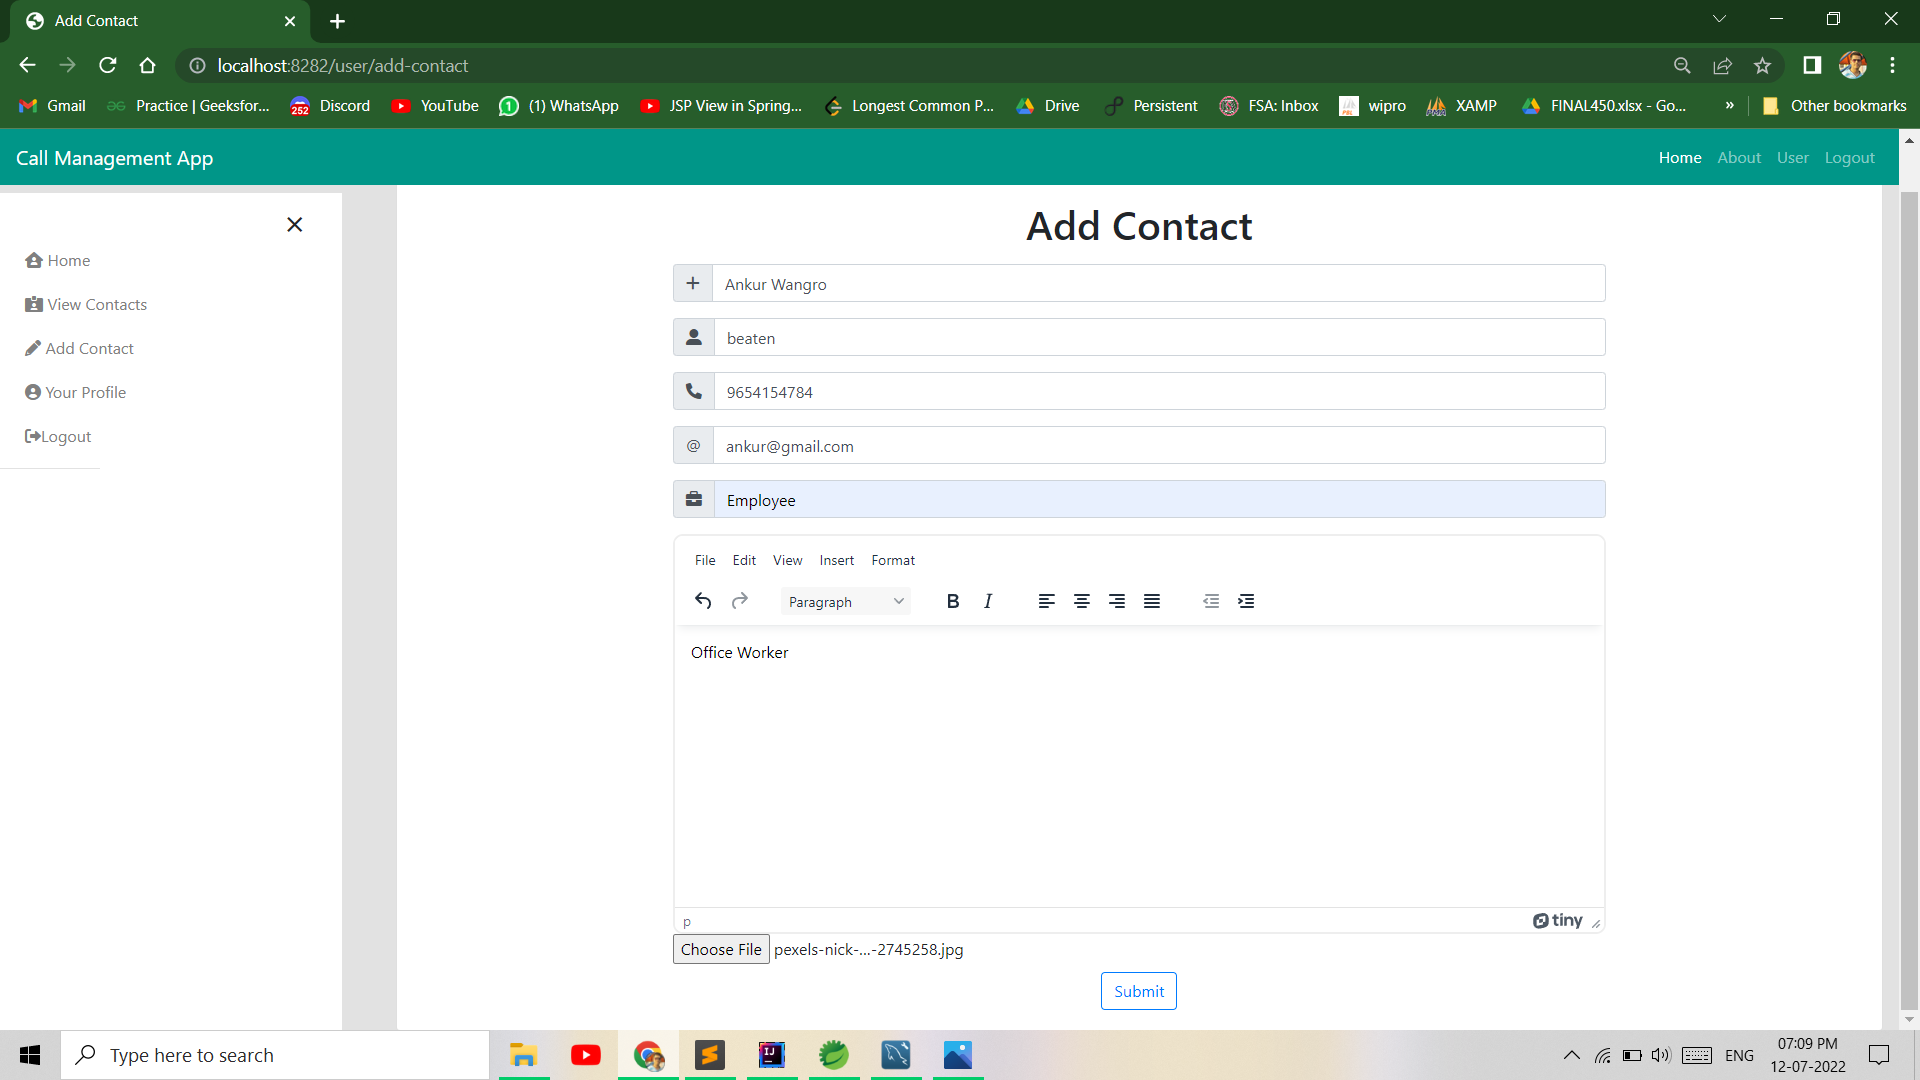 Add Contact
localhost:8282/user/add-contact
Gmail
Practice | Geeksfor...
252
Discord
YouTube
(1) WhatsApp
JSP View in Spring...
Longest Common P...
Drive
Persistent
FSA: Inbox
wipro
XAMP
FINAL450.xlsx - Go...
»
Other bookmarks
Call Management App
Home
About
User
Logout
Add Contact
Home
View Contacts
Add Contact
Your Profile
Logout
Ankur Wangro
beaten
9654154784
@ ankur@gmail.com
Employee
File Edit View Insert Format
Paragraph
B I
Office Worker
p
tiny
Choose File pexels-nick-...-2745258.jpg
Submit
Type here to search
IJ
ENG
07:09 PM
12-07-2022